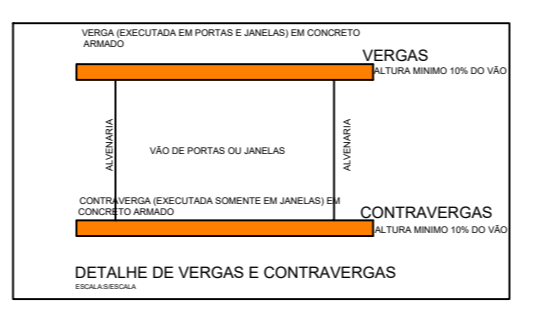 VERGA (EXECUTADA EM PORTAS E JANELAS) EM CONCRETO
ARMADO
VERGAS
ALTURA MINIMO 10% DO VÃO
ALVENARIA
VÃO DE PORTAS OU JANELAS
ALVENARIA
CONTRAVERGA (EXECUTADA SOMENTE EM JANELAS) EM
CONCRETO ARMADO
CONTRAVERGAS
ALTURA MINIMO 10% DO VÃO
DETALHE DE VERGAS E CONTRAVERGAS
ESCALA:S/ESCALA